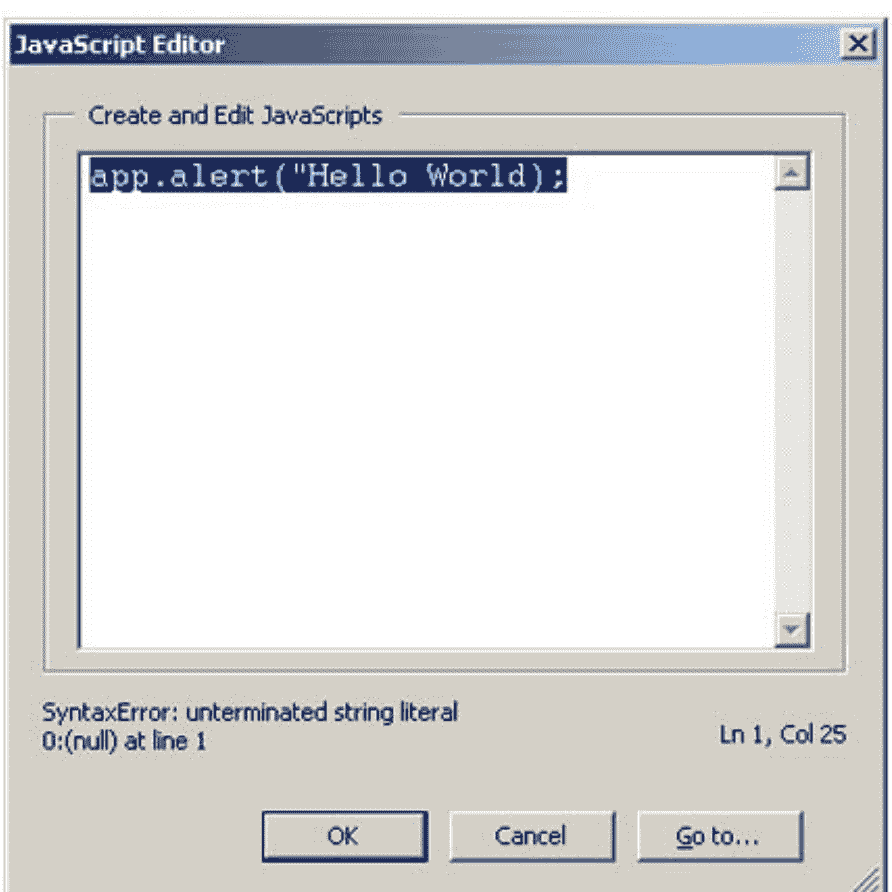 JavaScript Editor
Create and Edit JavaScripts
app.alert("Hello World);
SyntaxError: unterminated string literal
0:(null) at line 1
Ln 1, Col 25
OK
Cancel
Go to...